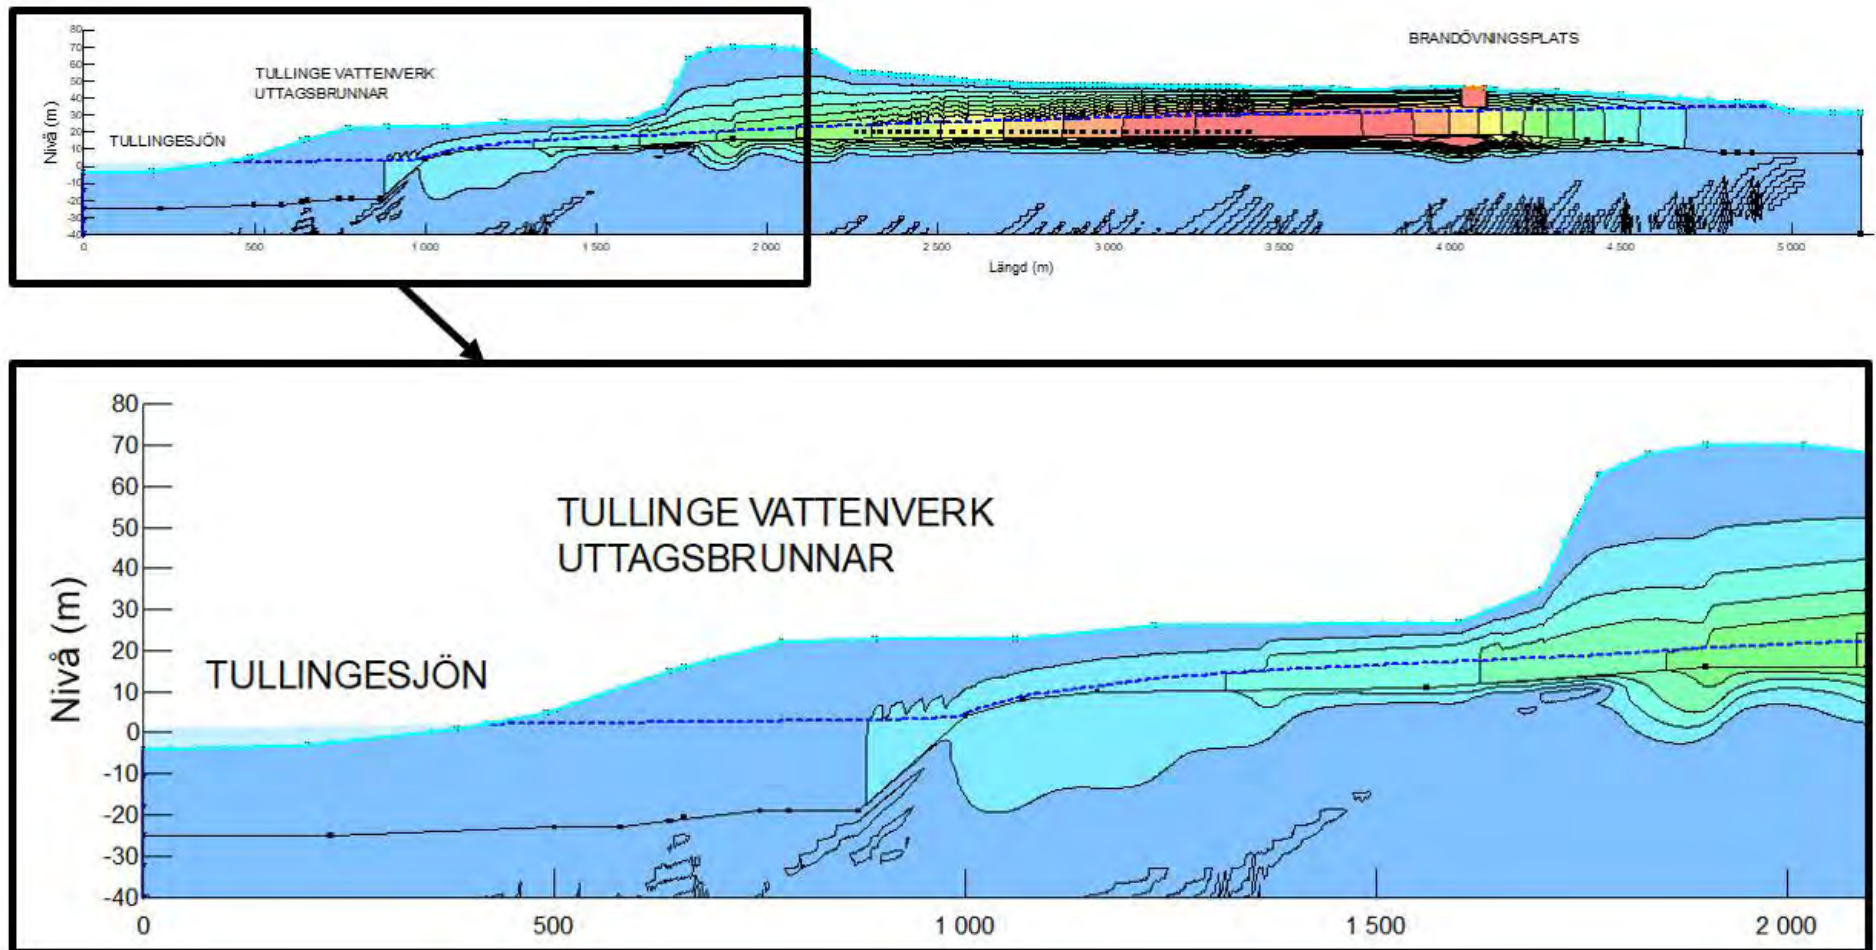 80
70
60
50
40
30
20
10
0
-10
-20
-30
-40
Nivå (m)
TULLINGESJÖN
TULLINGE VATTENVERK
UTTAGSBRUNNAR
BRANDÖVNINGSPLATS
0 500 1 000 1 500 2 000 2 500 3 000 3 500 4 000 4 500 5 000
Längd (m)
80
70
60
50
40
30
20
10
0
-10
-20
-30
-40
Nivå (m)
TULLINGE VATTENVERK
UTTAGSBRUNNAR
TULLINGESJÖN
0 500 1 000 1 500 2 000